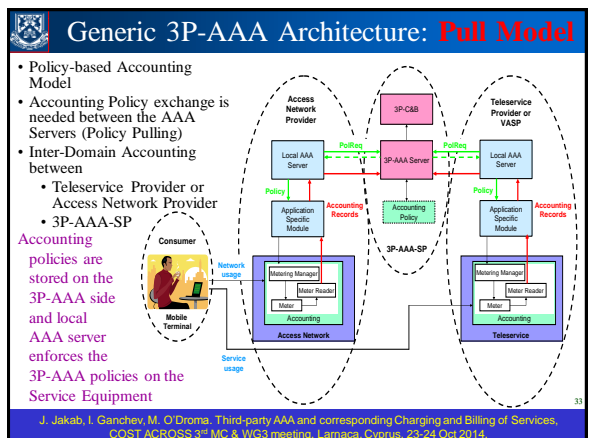 Generic 3P-AAA Architecture: Pull Model
• Policy-based Accounting
Model
• Accounting Policy exchange is
needed between the AAA
Servers (Policy Pulling)
• Inter-Domain Accounting
between
• Teleservice Provider or
Access Network Provider
• 3P-AAA-SP
Accounting
policies are
stored on the
3P-AAA side
and local
AAA server
enforces the
3P-AAA policies on the
Service Equipment
Access
Network
Provider
3P-C&B
Teleservice
Provider or
VASP
PolReq
PolReq
Local AAA
Server
3P-AAA Server
Local AAA
Server
Policy
Policy
Application
Specific
Module
Accounting
Records
Accounting
Policy
Accounting
Records
Application
Specific
Module
3P-AAA-SP
Consumer
Mobile
Terminal
Network
usage
Service
usage
Metering Manager
Meter Reader
Meter
Accounting
Access Network
Metering Manager
Meter Reader
Meter
Accounting
Teleservice
33
J. Jakab, I. Ganchev, M. O'Droma. Third-party AAA and corresponding Charging and Billing of Services,
COST ACROSS 3rd MC & WG3 meeting, Larnaca, Cyprus, 23-24 Oct 2014.